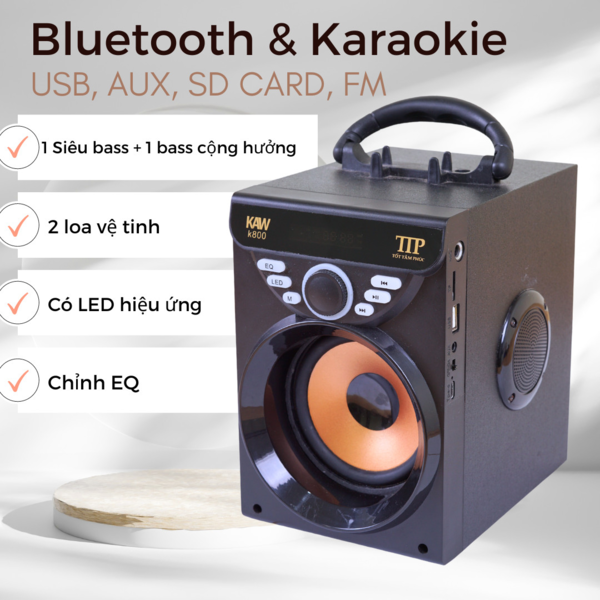 Bluetooth & Karaokie
USB, AUX, SD CARD, FM
1 Siêu bass + 1 bass cộng hưởng
2 loa vệ tinh
Có LED hiệu ứng
Chỉnh EQ
KAW
k800
TTP
TỐT TÂM PHÚC
EQ
LED
M